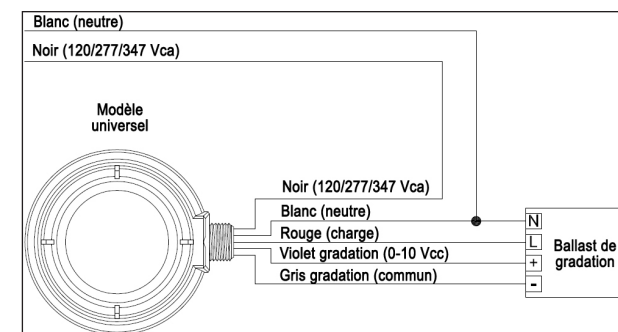 Blanc (neutre)
Noir (120/277/347 Vca)
Modèle
universel
Noir (120/277/347 Vca)
Blanc (neutre)
Rouge (charge)
Violet gradation (0-10 Vcc)
Gris gradation (commun)
N
L
+
-
Ballast de
gradation